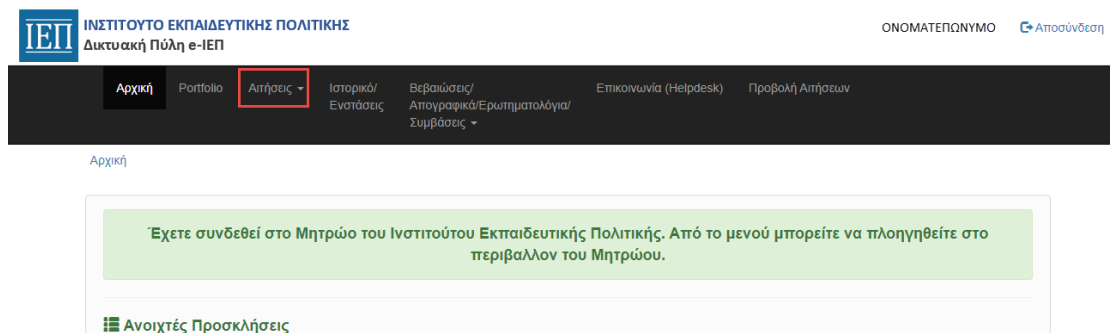 ΙΕΠ
ΙΝΣΤΙΤΟΥΤΟ ΕΚΠΑΙΔΕΥΤΙΚΗΣ ΠΟΛΙΤΙΚΗΣ
Δικτυακή Πύλη e-ΙΕΠ
ΟΝΟΜΑΤΕΠΩΝΥΜΟ
Αποσύνδεση
Αρχική
Portfolio
Αιτήσεις
Ιστορικό/
Ενστάσεις
Βεβαιώσεις/
Απογραφικά/Ερωτηματολόγια/
Συμβάσεις
Επικοινωνία (Helpdesk)
Προβολή Αιτήσεων
Αρχική
Έχετε συνδεθεί στο Μητρώο του Ινστιτούτου Εκπαιδευτικής Πολιτικής. Από το μενού μπορείτε να πλοηγηθείτε στο
περιβαλλον του Μητρώου.
Ανοιχτές Προσκλήσεις